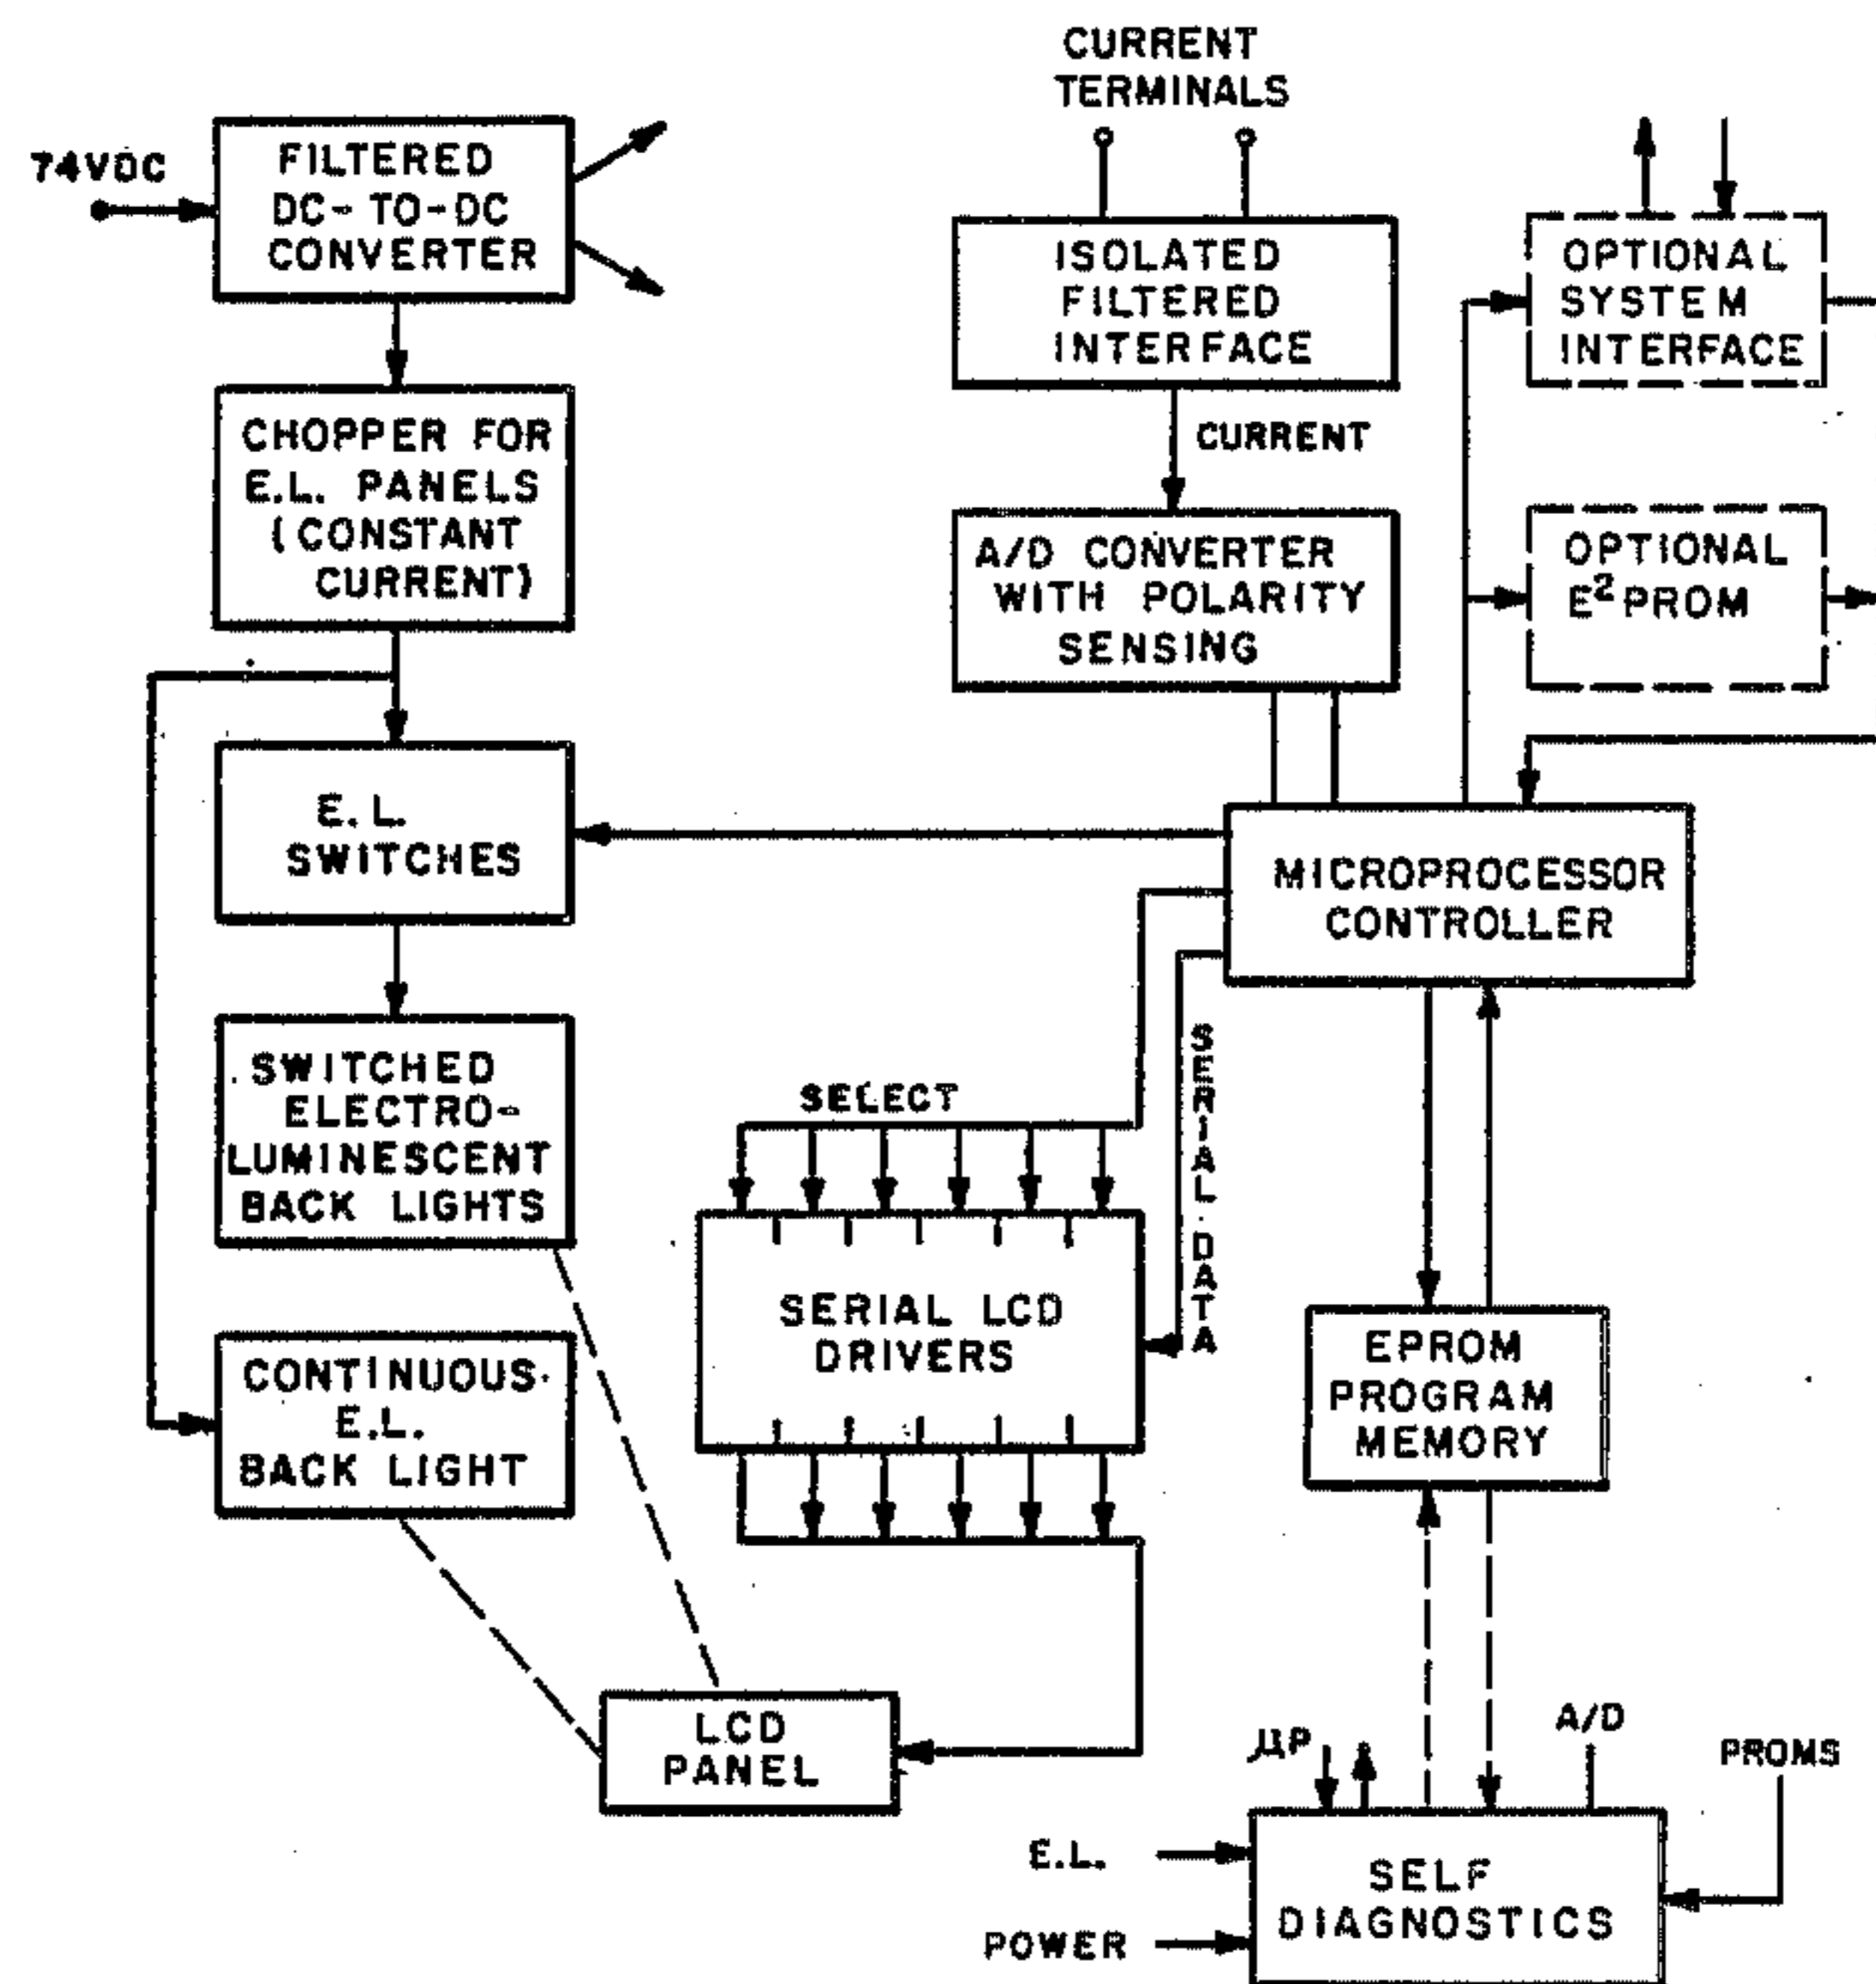 CURRENT
TERMINALS
74VDC
FILTERED
DC-TO-DC
CONVERTER
ISOLATED
FILTERED
INTERFACE
OPTIONAL
SYSTEM
INTERFACE
CHOPPER FOR
E.L. PANELS
(CONSTANT
CURRENT)
CURRENT
A/D CONVERTER
WITH POLARITY
SENSING
OPTIONAL
E² PROM
E.L.
SWITCHES
MICROPROCESSOR
CONTROLLER
SWITCHED
ELECTRO-
LUMINESCENT
BACK LIGHTS
SELECT
SERIAL DATA
SERIAL LCD
DRIVERS
EPROM
PROGRAM
MEMORY
CONTINUOUS
E.L.
BACK LIGHT
LCD
PANEL
µP
A/D
PROMS
E.L.
POWER
SELF
DIAGNOSTICS